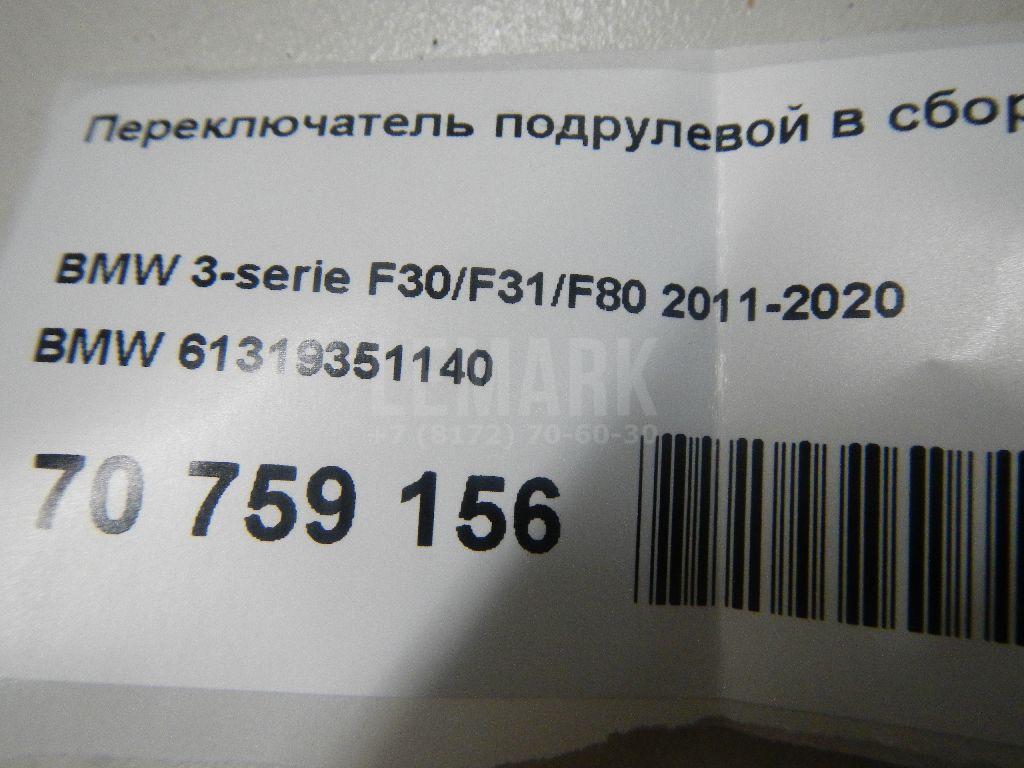 Переключатель подрулевой в сбор
BMW 3-serie F30/F31/F80 2011-2020
BMW 61319351140
LEMARK
+7 (8172) 70-60-30
70 759 156